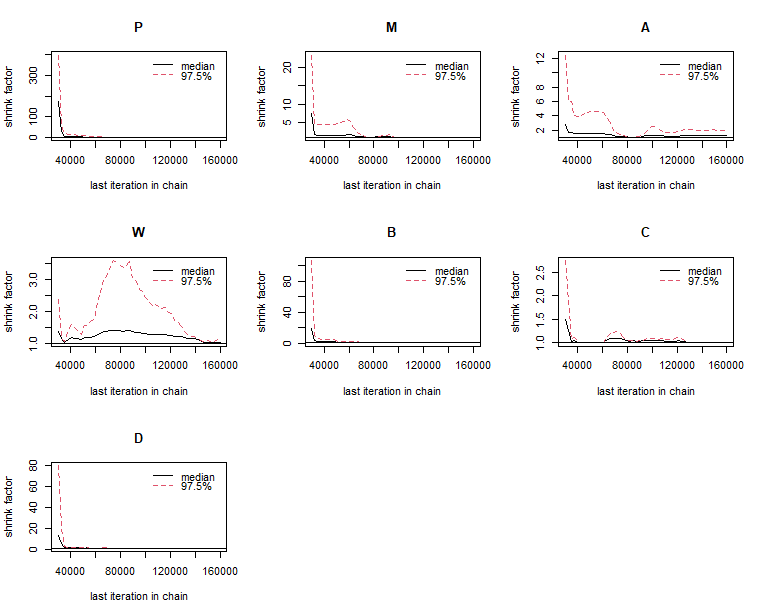 P
M
A
shrink factor
0 100 300
median
97.5%
40000 80000 120000 160000
last iteration in chain
shrink factor
5 10 20
median
97.5%
40000 80000 120000 160000
last iteration in chain
shrink factor
2 4 6 8 12
median
97.5%
40000 80000 120000 160000
last iteration in chain
W
B
C
shrink factor
1.0 2.0 3.0
median
97.5%
40000 80000 120000 160000
last iteration in chain
shrink factor
0 40 80
median
97.5%
40000 80000 120000 160000
last iteration in chain
shrink factor
1.0 1.5 2.0 2.5
median
97.5%
40000 80000 120000 160000
last iteration in chain
D
shrink factor
0 20 40 60 80
median
97.5%
40000 80000 120000 160000
last iteration in chain